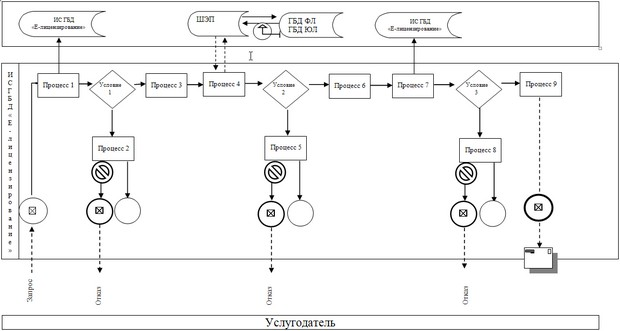 ИС ГБД
«Е-лицензирование»
ШЭП
ГБД ФЛ
ГБД ЮЛ
ИС ГБД
«Е-лицензирование»
ИС ГБД «Е-лицензирование»
Процесс 1
Условие
1
Процесс 3
Процесс 4
Условие
2
Процесс 6
Процесс 7
Условие
3
Процесс 9
Процесс 2
Процесс 5
Процесс 8
Запрос
Отказ
Отказ
Отказ
Услугодатель